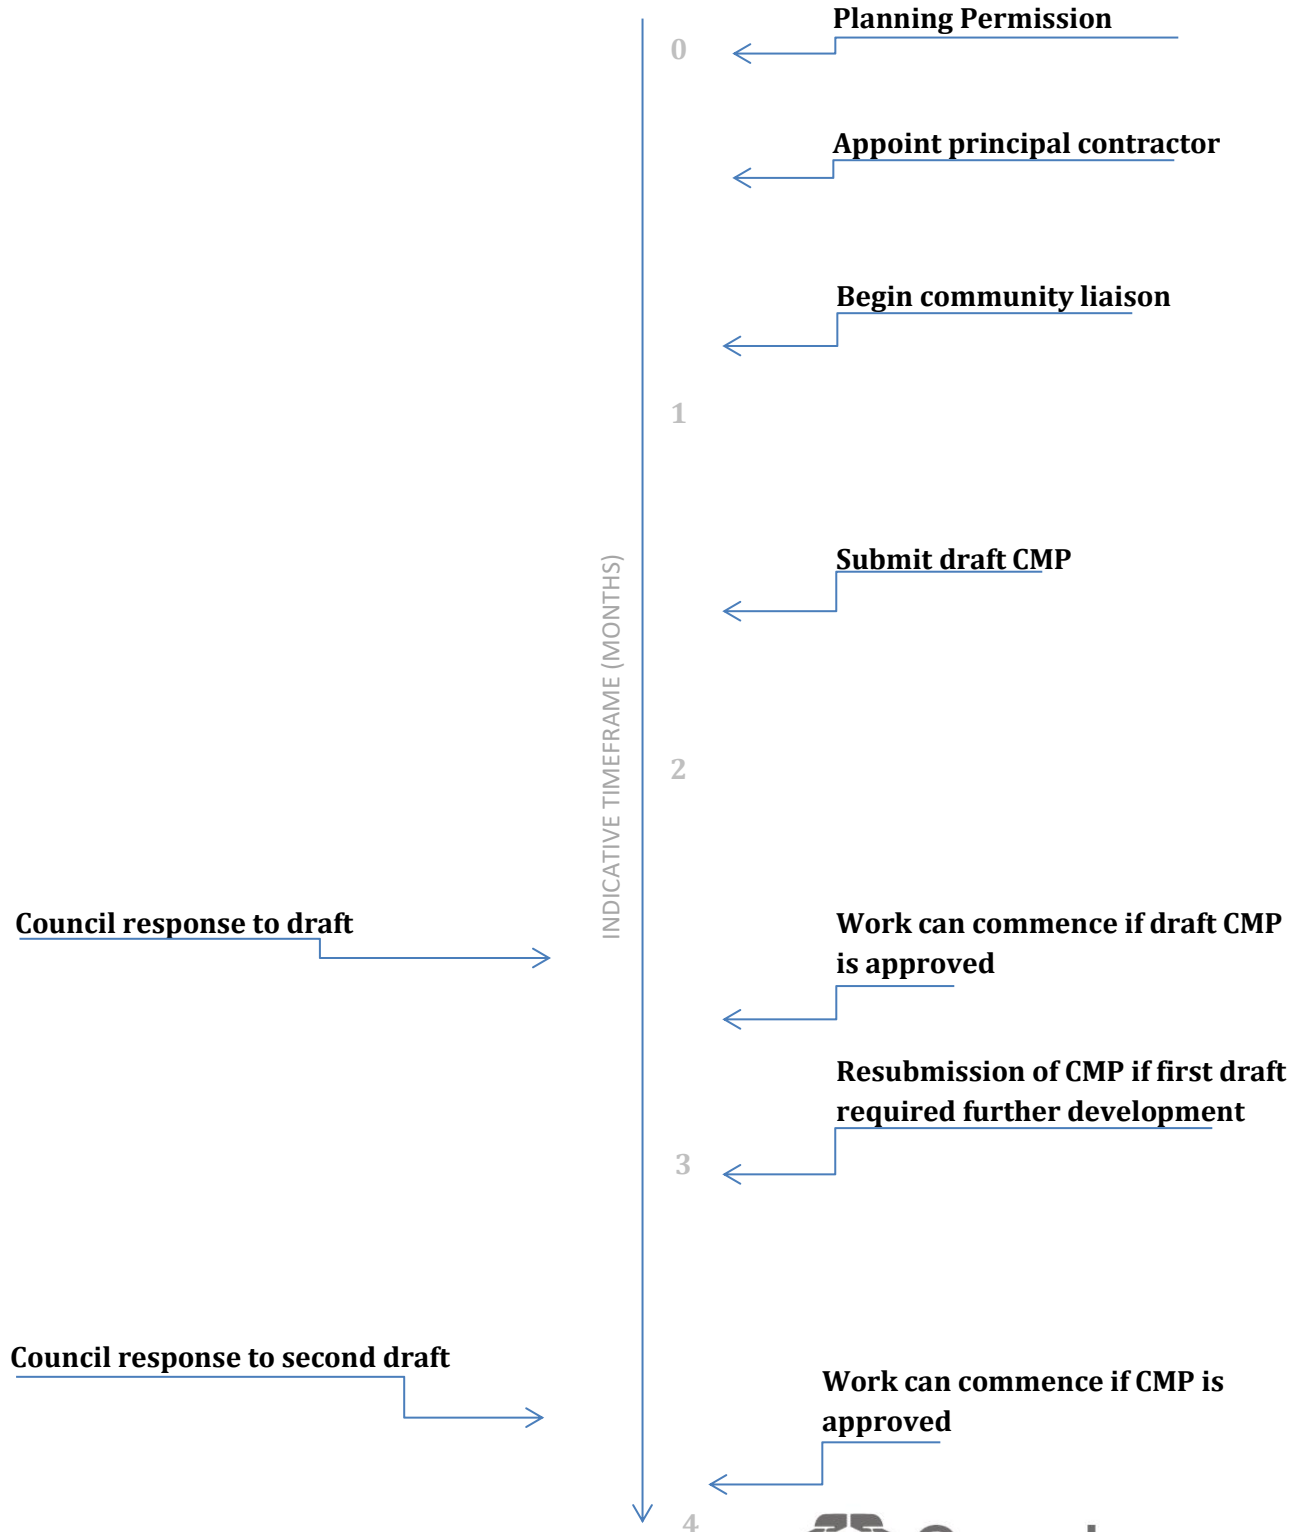 Planning Permission
0
Appoint principal contractor
Begin community liaison
1
Submit draft CMP
INDICATIVE TIMEFRAME (MONTHS)
2
Council response to draft
Work can commence if draft CMP
is approved
Resubmission of CMP if first draft
required further development
3
Council response to second draft
Work can commence if CMP is
approved
4